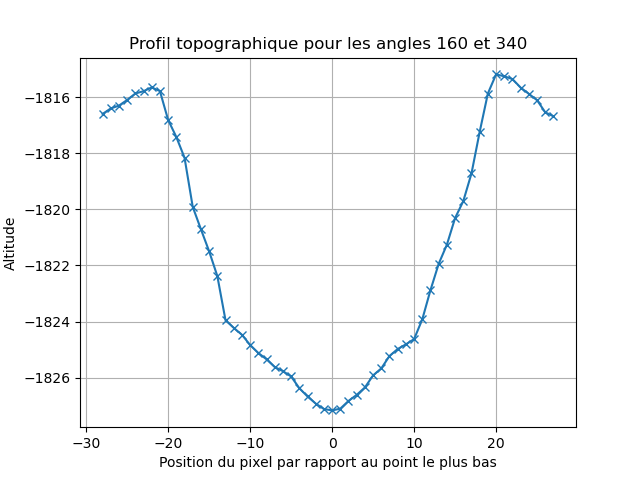 Profil topographique pour les angles 160 et 340
−1816
−1818
−1820
−1822
−1824
−1826
Altitude
−30 −20 −10 0 10 20
Position du pixel par rapport au point le plus bas